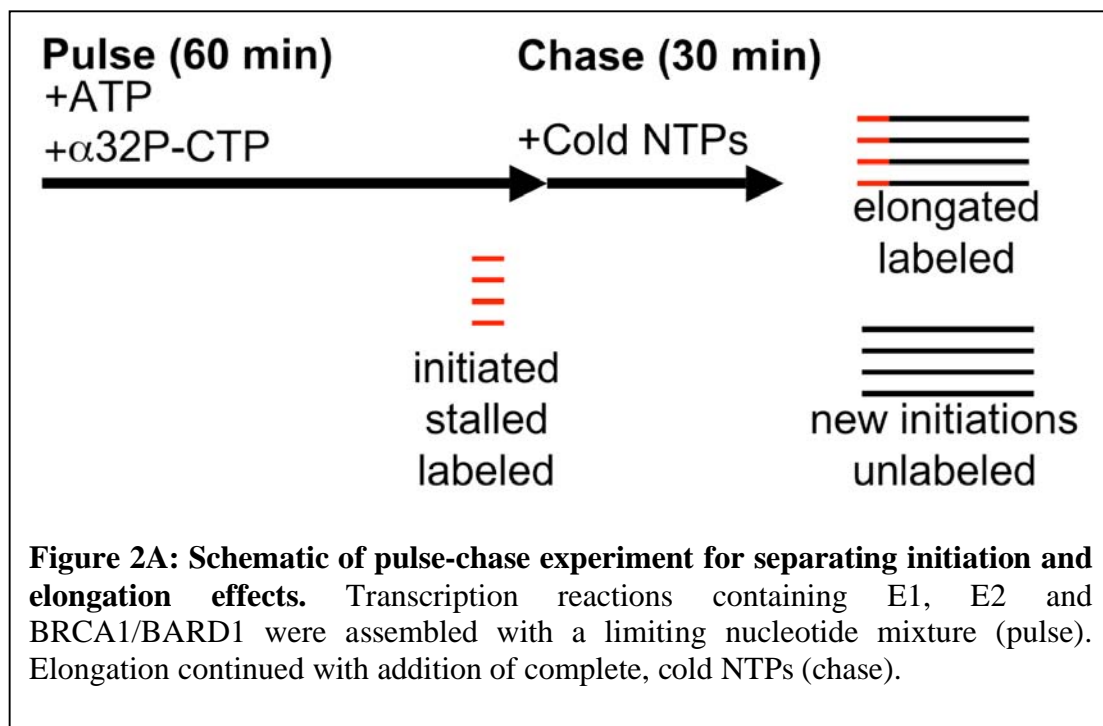 Pulse (60 min)
+ATP
+α32P-CTP
Chase (30 min)
+Cold NTPs
initiated
stalled
labeled
elongated
labeled
new initiations
unlabeled
Figure 2A: Schematic of pulse-chase experiment for separating initiation and
elongation effects. Transcription reactions containing E1, E2 and
BRCA1/BARD1 were assembled with a limiting nucleotide mixture (pulse).
Elongation continued with addition of complete, cold NTPs (chase).